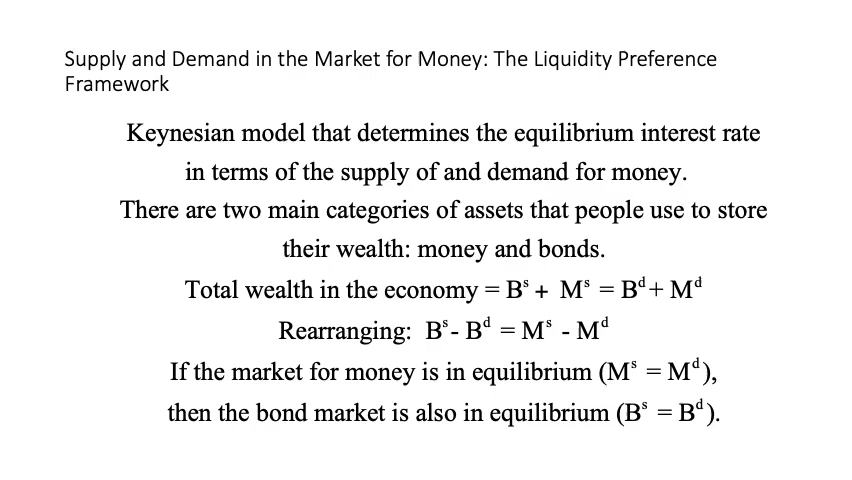 Supply and Demand in the Market for Money: The Liquidity Preference
Framework
Keynesian model that determines the equilibrium interest rate
in terms of the supply of and demand for money.
There are two main categories of assets that people use to store
their wealth: money and bonds.
Total wealth in the economy = Bˢ + Mˢ = Bᵈ + Mᵈ
Rearranging: Bˢ - Bᵈ = Mˢ - Mᵈ
If the market for money is in equilibrium (Mˢ = Mᵈ),
then the bond market is also in equilibrium (Bˢ = Bᵈ).